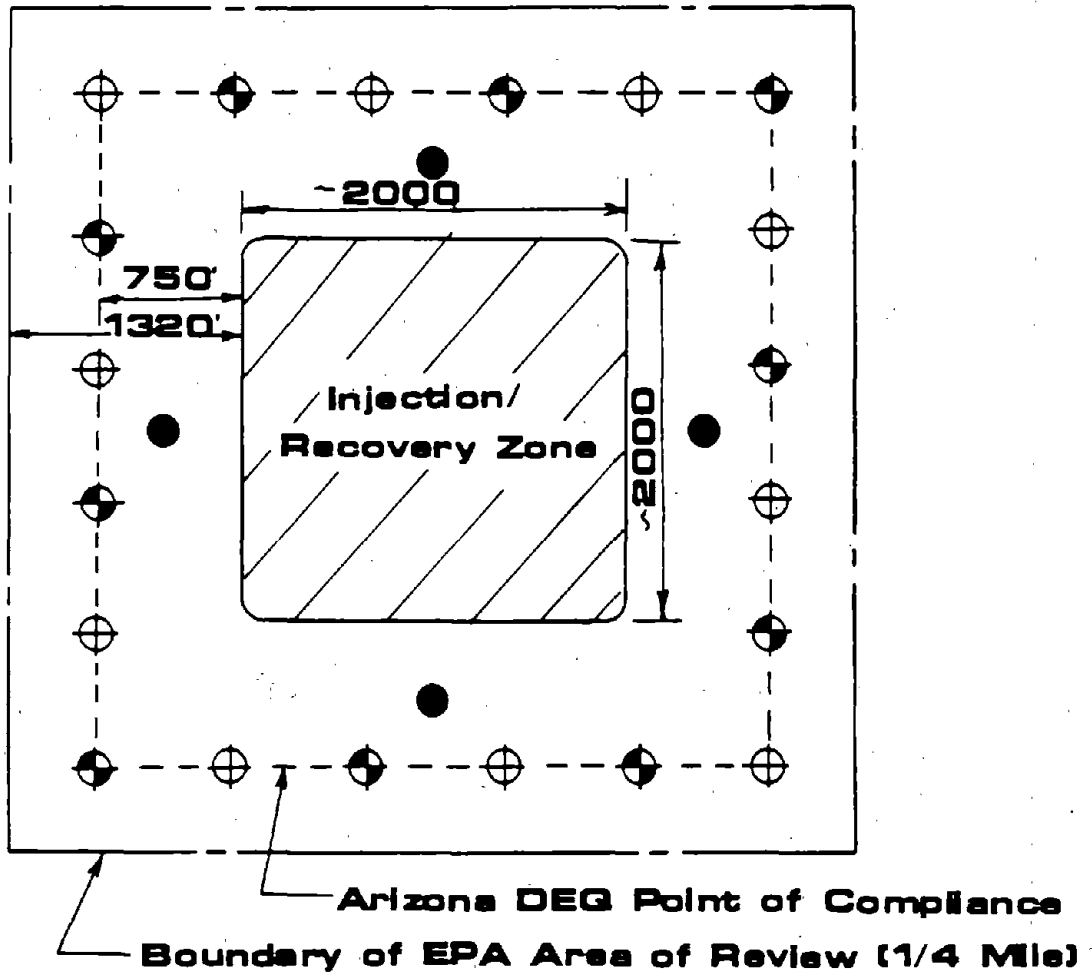 ~2000
750'
1320'
Injection/
Recovery Zone
~2000
Arizona DEQ Point of Compliance
Boundary of EPA Area of Review (1/4 Mile)